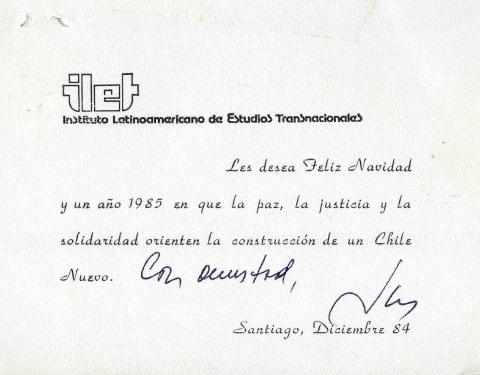 ilet
Instituto Latinoamericano de Estudios Transnacionales
Les desea Feliz Navidad
y un año 1985 en que la paz, la justicia y la
solidaridad orienten la construcción de un Chile
Nuevo. Con amistad,
Santiago, Diciembre 84